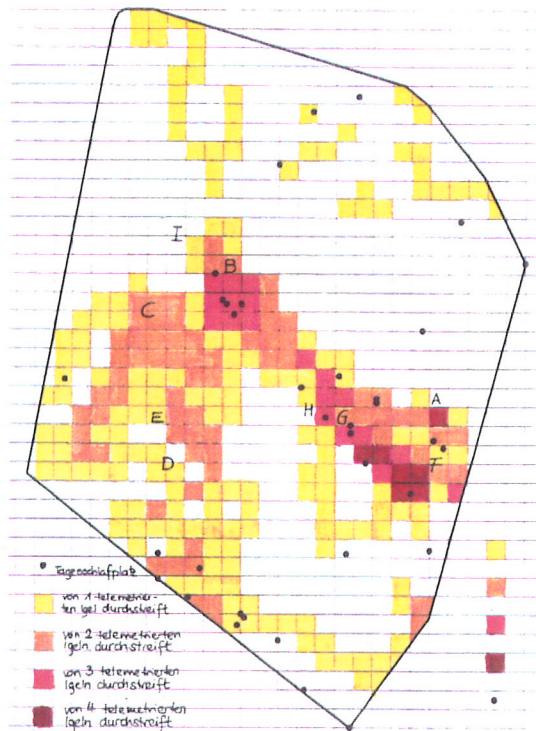 I
B
C
A
H
G
E
F
D
Tagesschlafplatz
von 1 telemetrier-
ten Igel durchstreift
von 2 telemetrierten
Igeln durchstreift
von 3 telemetrierten
Igeln durchstreift
von 4 telemetrierten
Igeln durchstreift